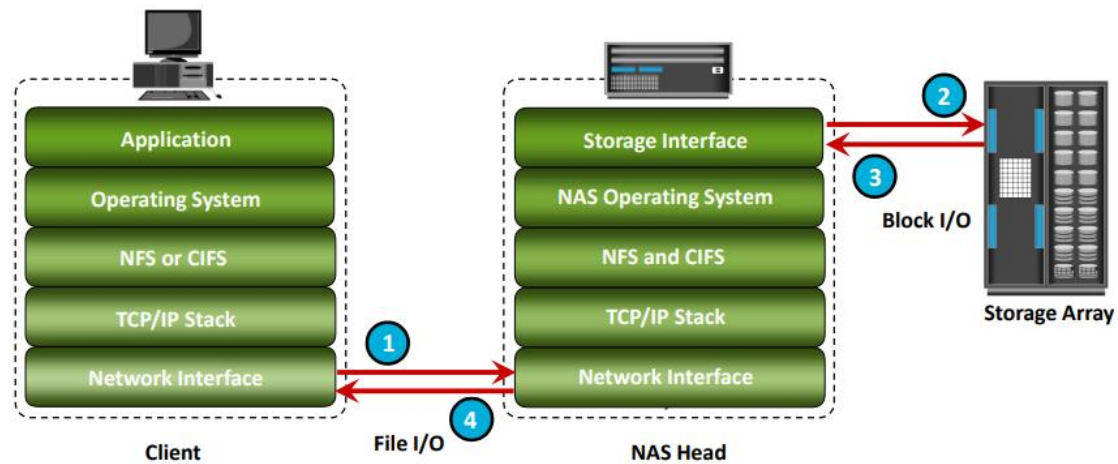 Application
Operating System
NFS or CIFS
TCP/IP Stack
Network Interface
Client
1
4
File I/O
Storage Interface
NAS Operating System
NFS and CIFS
TCP/IP Stack
Network Interface
NAS Head
2
3
Block I/O
Storage Array